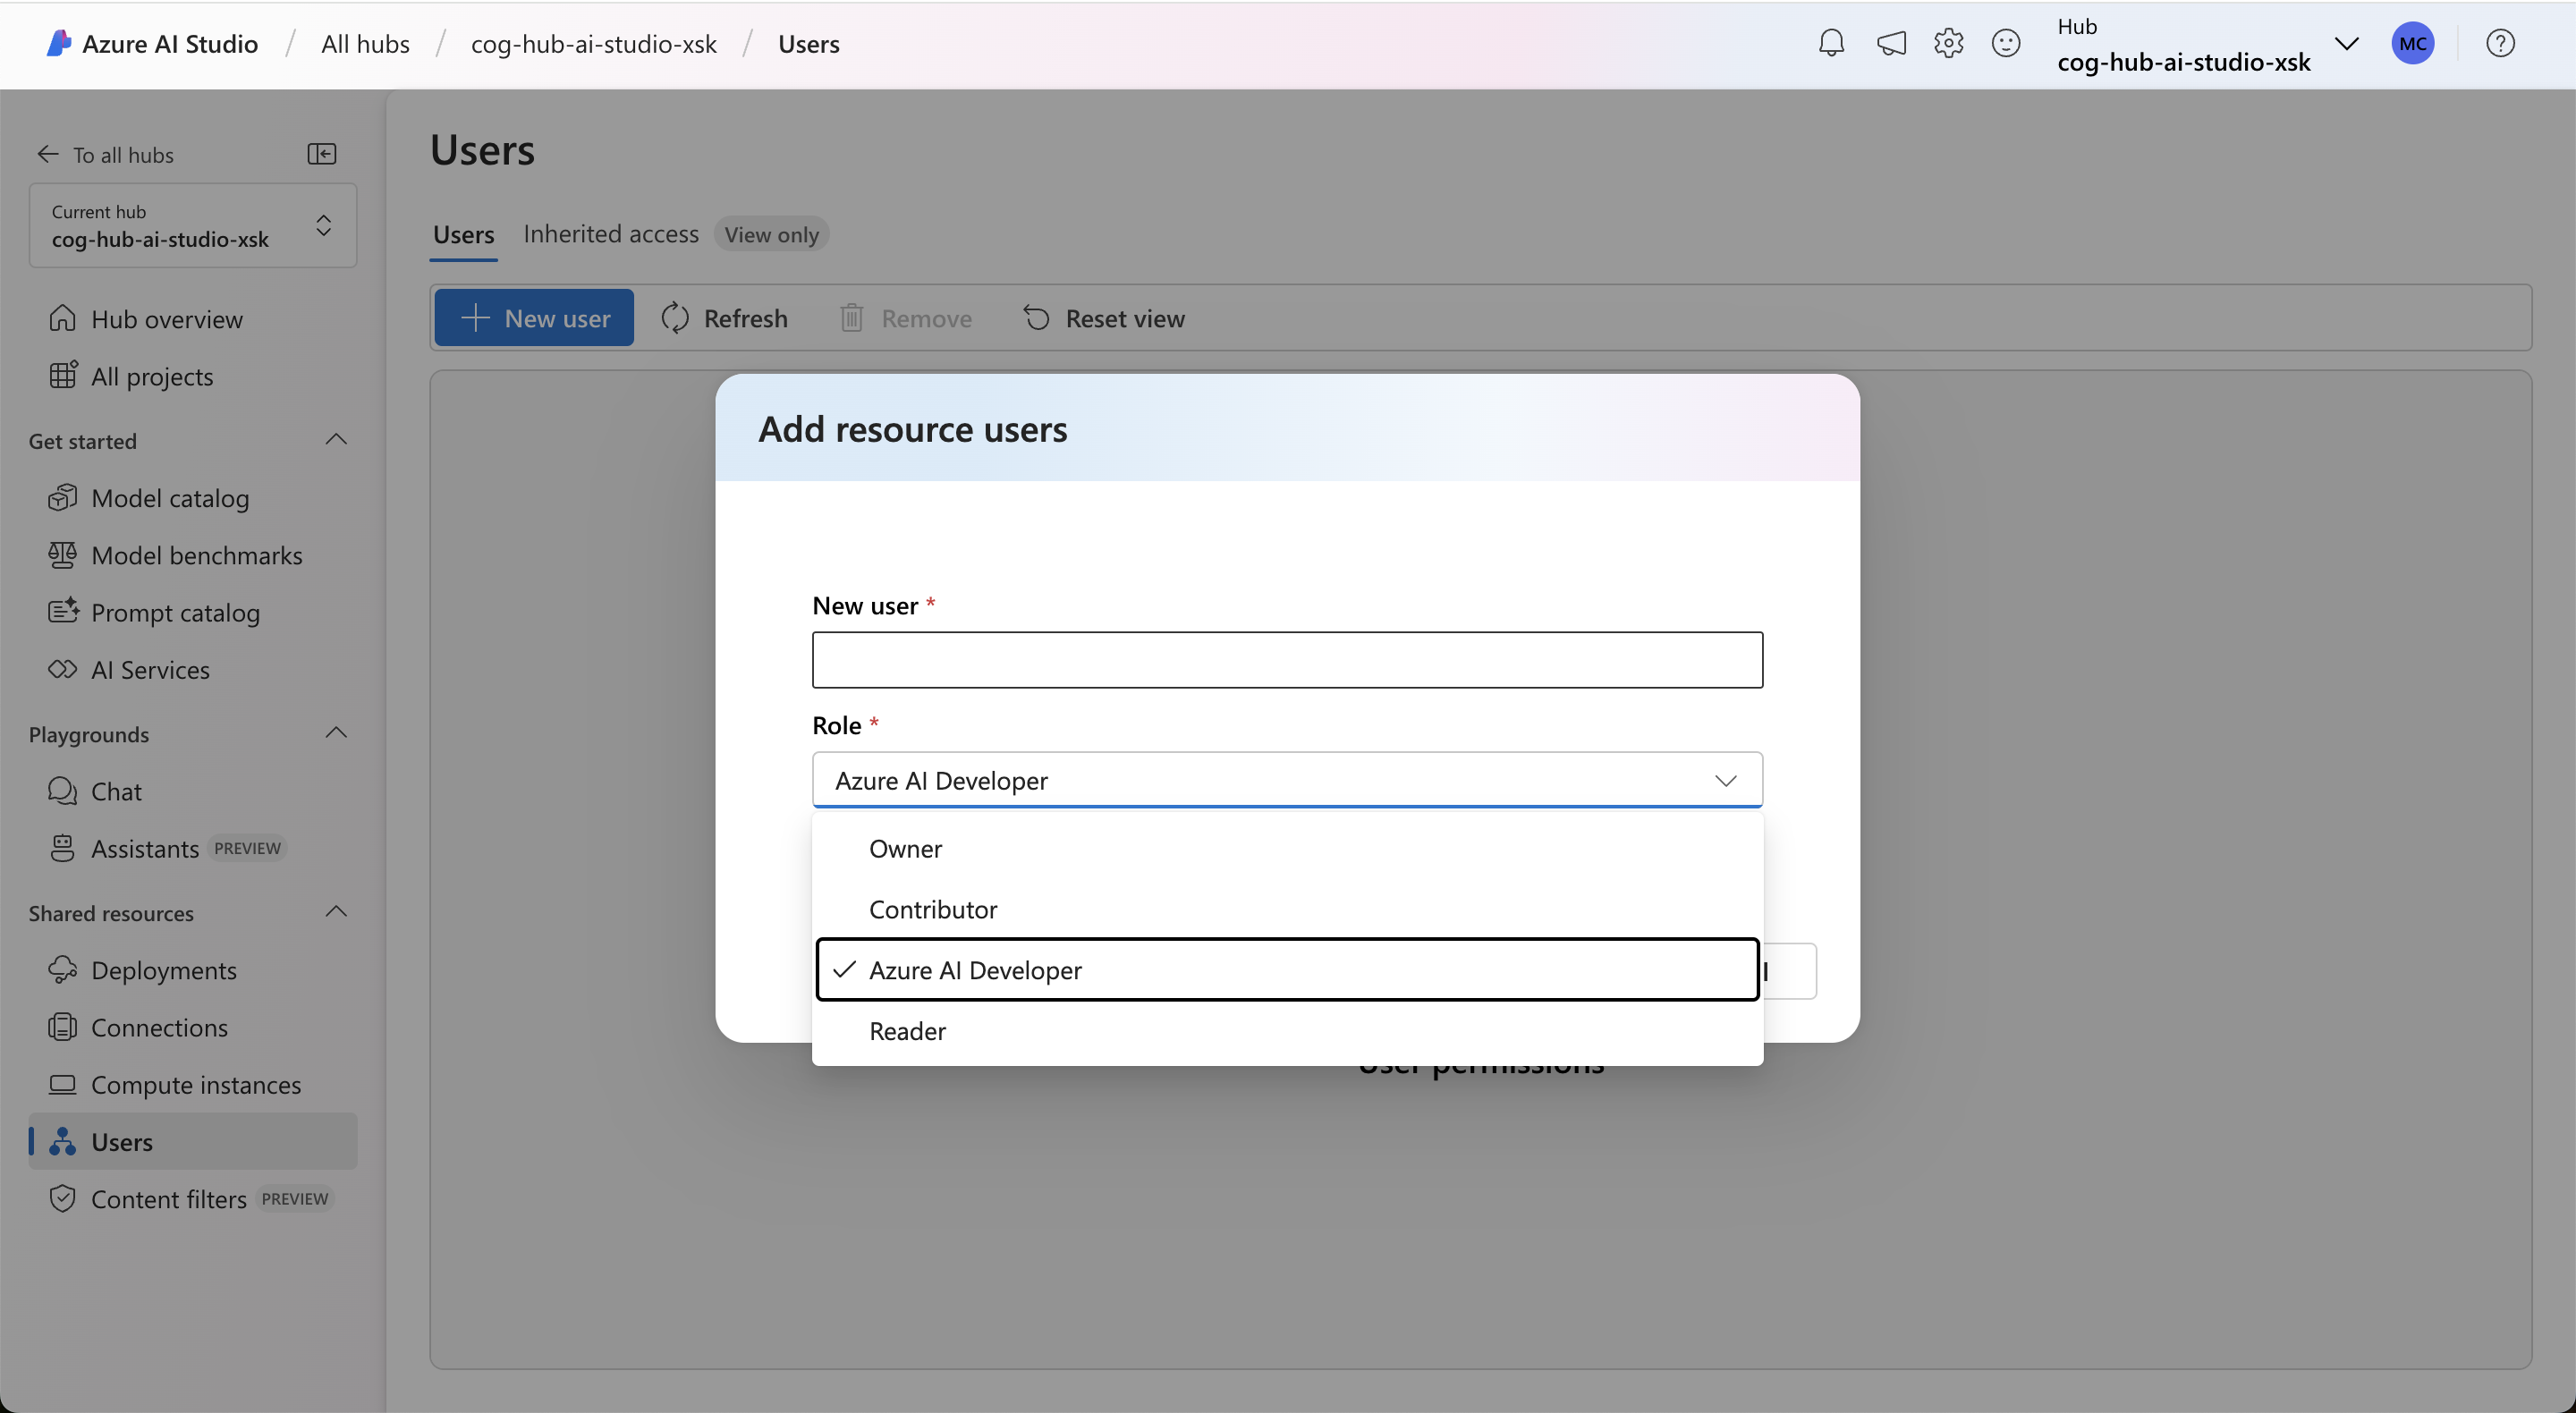 Azure AI Studio / All hubs / cog-hub-ai-studio-xsk / Users
Hub
cog-hub-ai-studio-xsk
MC
To all hubs
Current hub
cog-hub-ai-studio-xsk
Hub overview
All projects
Get started
Model catalog
Model benchmarks
Prompt catalog
AI Services
Playgrounds
Chat
Assistants PREVIEW
Shared resources
Deployments
Connections
Compute instances
Users
Content filters PREVIEW
Users
Users Inherited access View only
New user Refresh Remove Reset view
Add resource users
New user *
Role *
Azure AI Developer
Owner
Contributor
Azure AI Developer
Reader
User permissions